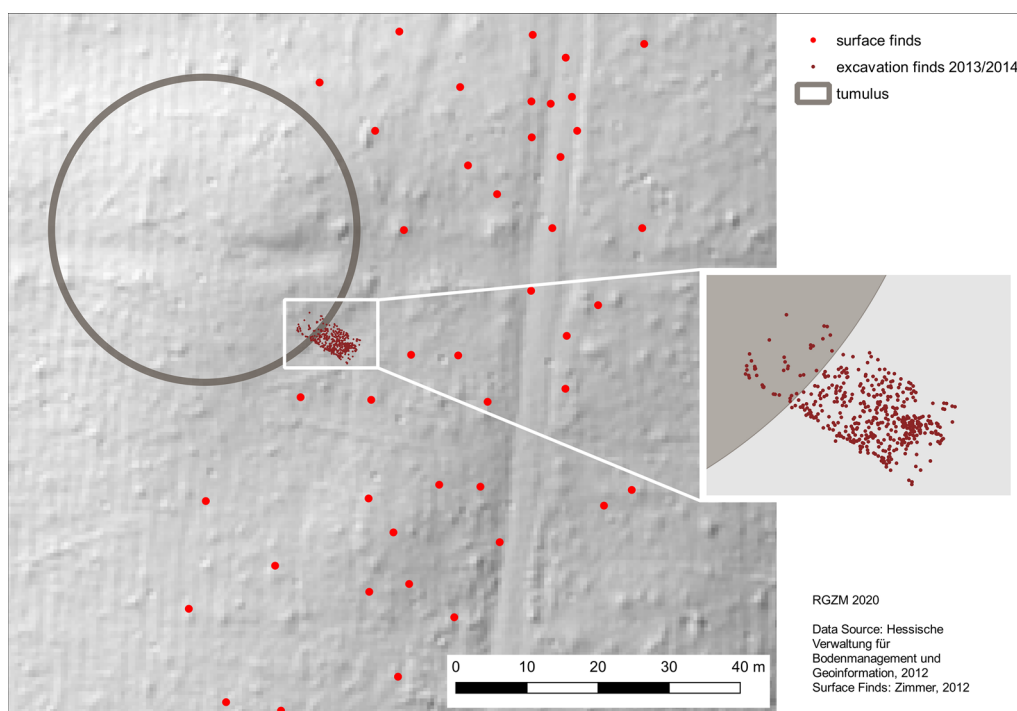 surface finds
excavation finds 2013/2014
tumulus
RGZM 2020
Data Source: Hessische
Verwaltung für
Bodenmanagement und
Geoinformation, 2012
Surface Finds: Zimmer, 2012
0 10 20 30 40 m